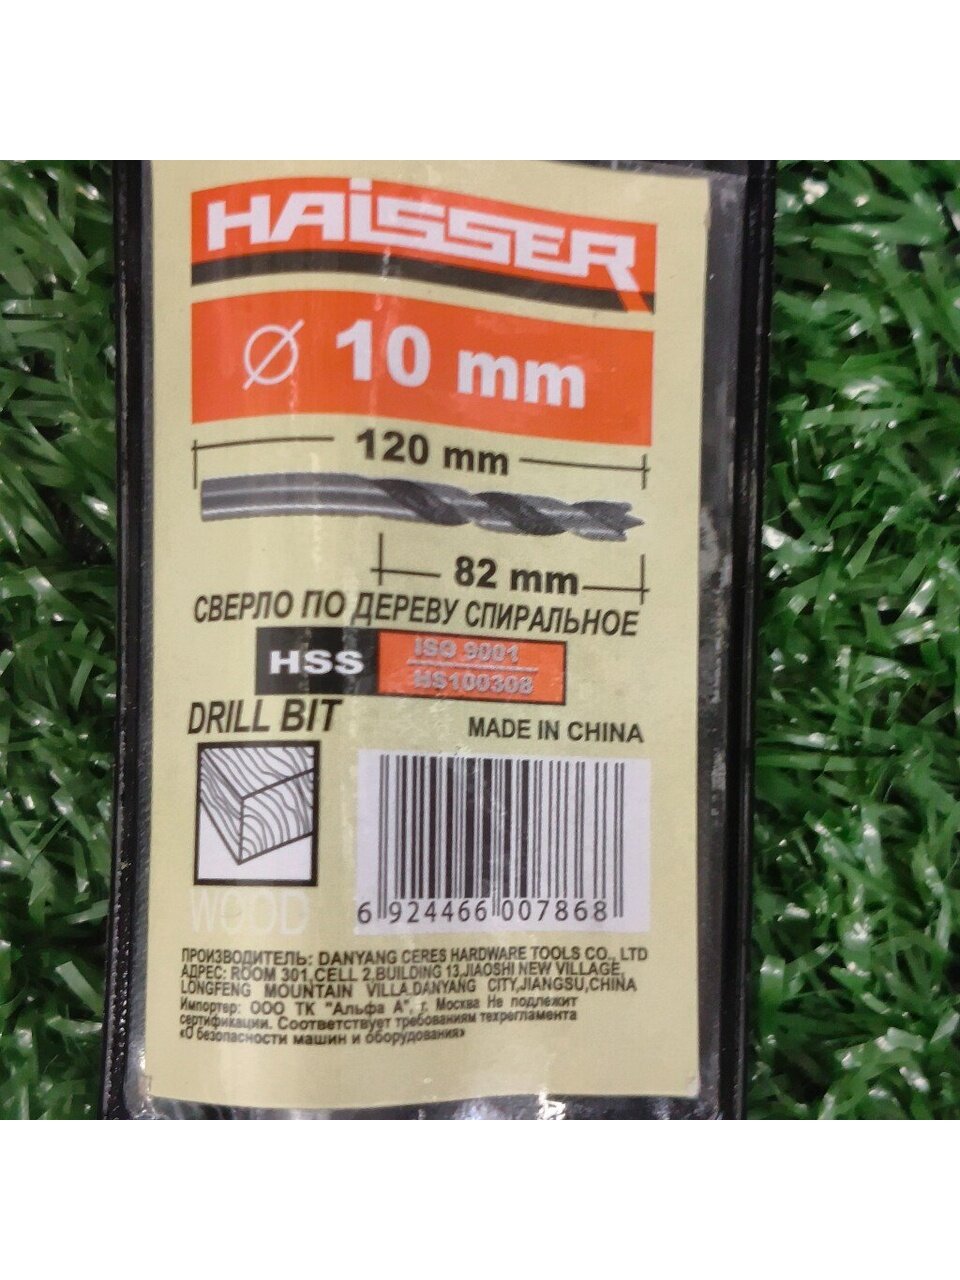 HAISSER
Ø 10 mm
120 mm
82 mm
СВЕРЛО ПО ДЕРЕВУ СПИРАЛЬНОЕ
HSS
ISO 9001
HS100308
DRILL BIT
MADE IN CHINA
WOOD
6 924466 007868
ПРОИЗВОДИТЕЛЬ: DANYANG CERES HARDWARE TOOLS CO., LTD
АДРЕС: ROOM 301,CELL 2,BUILDING 13,JIAOSHI NEW VILLAGE,
LONGFENG MOUNTAIN VILLA.DANYANG CITY,JIANGSU,CHINA
Импортер: ООО ТК "Альфа А", г. Москва Не подлежит
сертификации. Соответствует требованиям техрегламента
«О безопасности машин и оборудования»